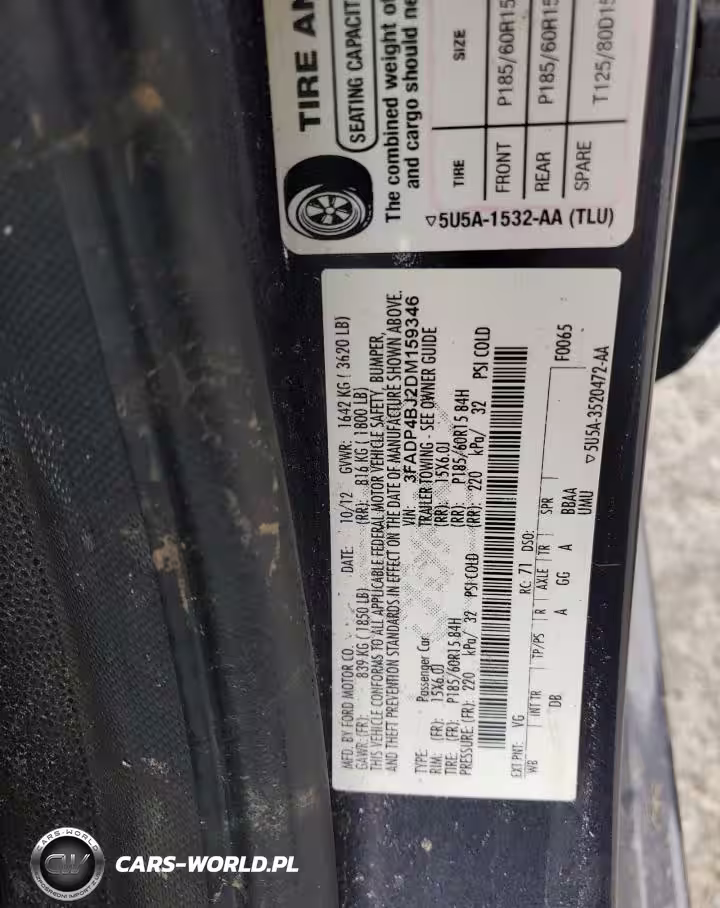 TIRE AN
SEATING CAPACIT
The combined weight of
and cargo should ne
TIRE SIZE
FRONT P185/60R15
REAR P185/60R15
SPARE T125/80D15
5U5A-1532-AA (TLU)
MFD. BY FORD MOTOR CO. DATE: 10/12 GVWR: 1642 KG ( 3620 LB)
GAWR: (FR): 839 KG ( 1850 LB) (RR): 816 KG ( 1800 LB)
THIS VEHICLE CONFORMS TO ALL APPLICABLE FEDERAL MOTOR VEHICLE SAFETY, BUMPER,
AND THEFT PREVENTION STANDARDS IN EFFECT ON THE DATE OF MANUFACTURE SHOWN ABOVE.
VIN: 3FADP4BJ2DM159346
TYPE: Passenger Car TRAILER TOWING - SEE OWNER GUIDE
RIM: (FR): 15X6.0J (RR): 15X6.0J
TIRE: (FR): P185/60R15 84H (RR): P185/60R15 84H
PRESSURE (FR): 220 kPa/ 32 PSI COLD (RR): 220 kPa/ 32 PSI COLD
EXT PNT: VG RC: 71 DSO: F0065
WB INT TR TP/PS R AXLE TR SPR
DB A GG A BBAA
UMU
5U5A-3520472-AA
CARS-WORLD
CW
CARS-WORLD.PL